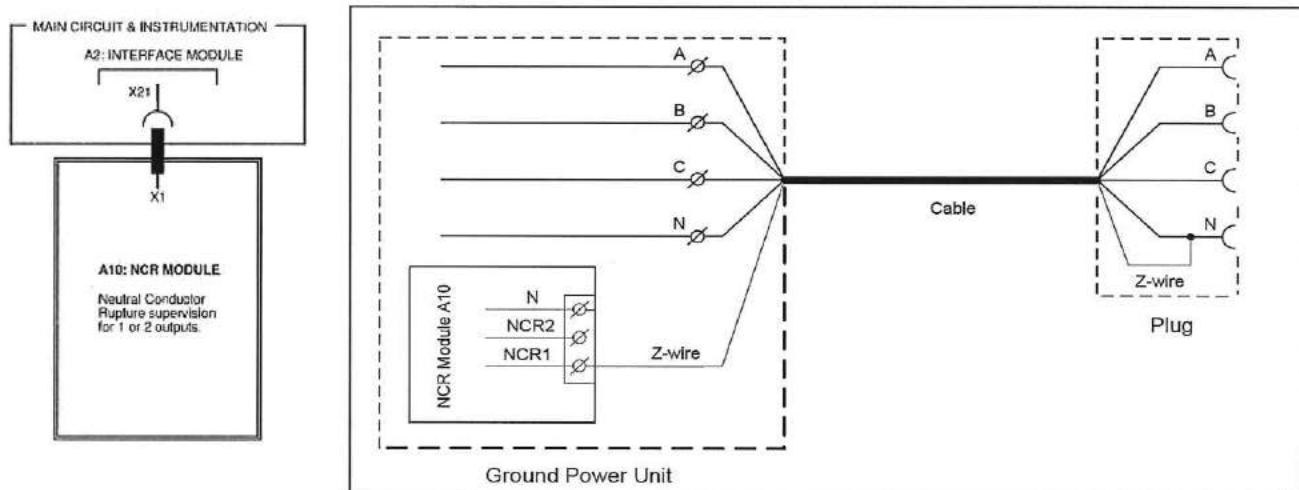 MAIN CIRCUIT & INSTRUMENTATION
A2: INTERFACE MODULE
X21
X1
A10: NCR MODULE
Neutral Conductor
Rupture supervision
for 1 or 2 outputs.
A
B
C
N
NCR Module A10
N
NCR2
NCR1
Z-wire
Ground Power Unit
Cable
A
B
C
N
Z-wire
Plug